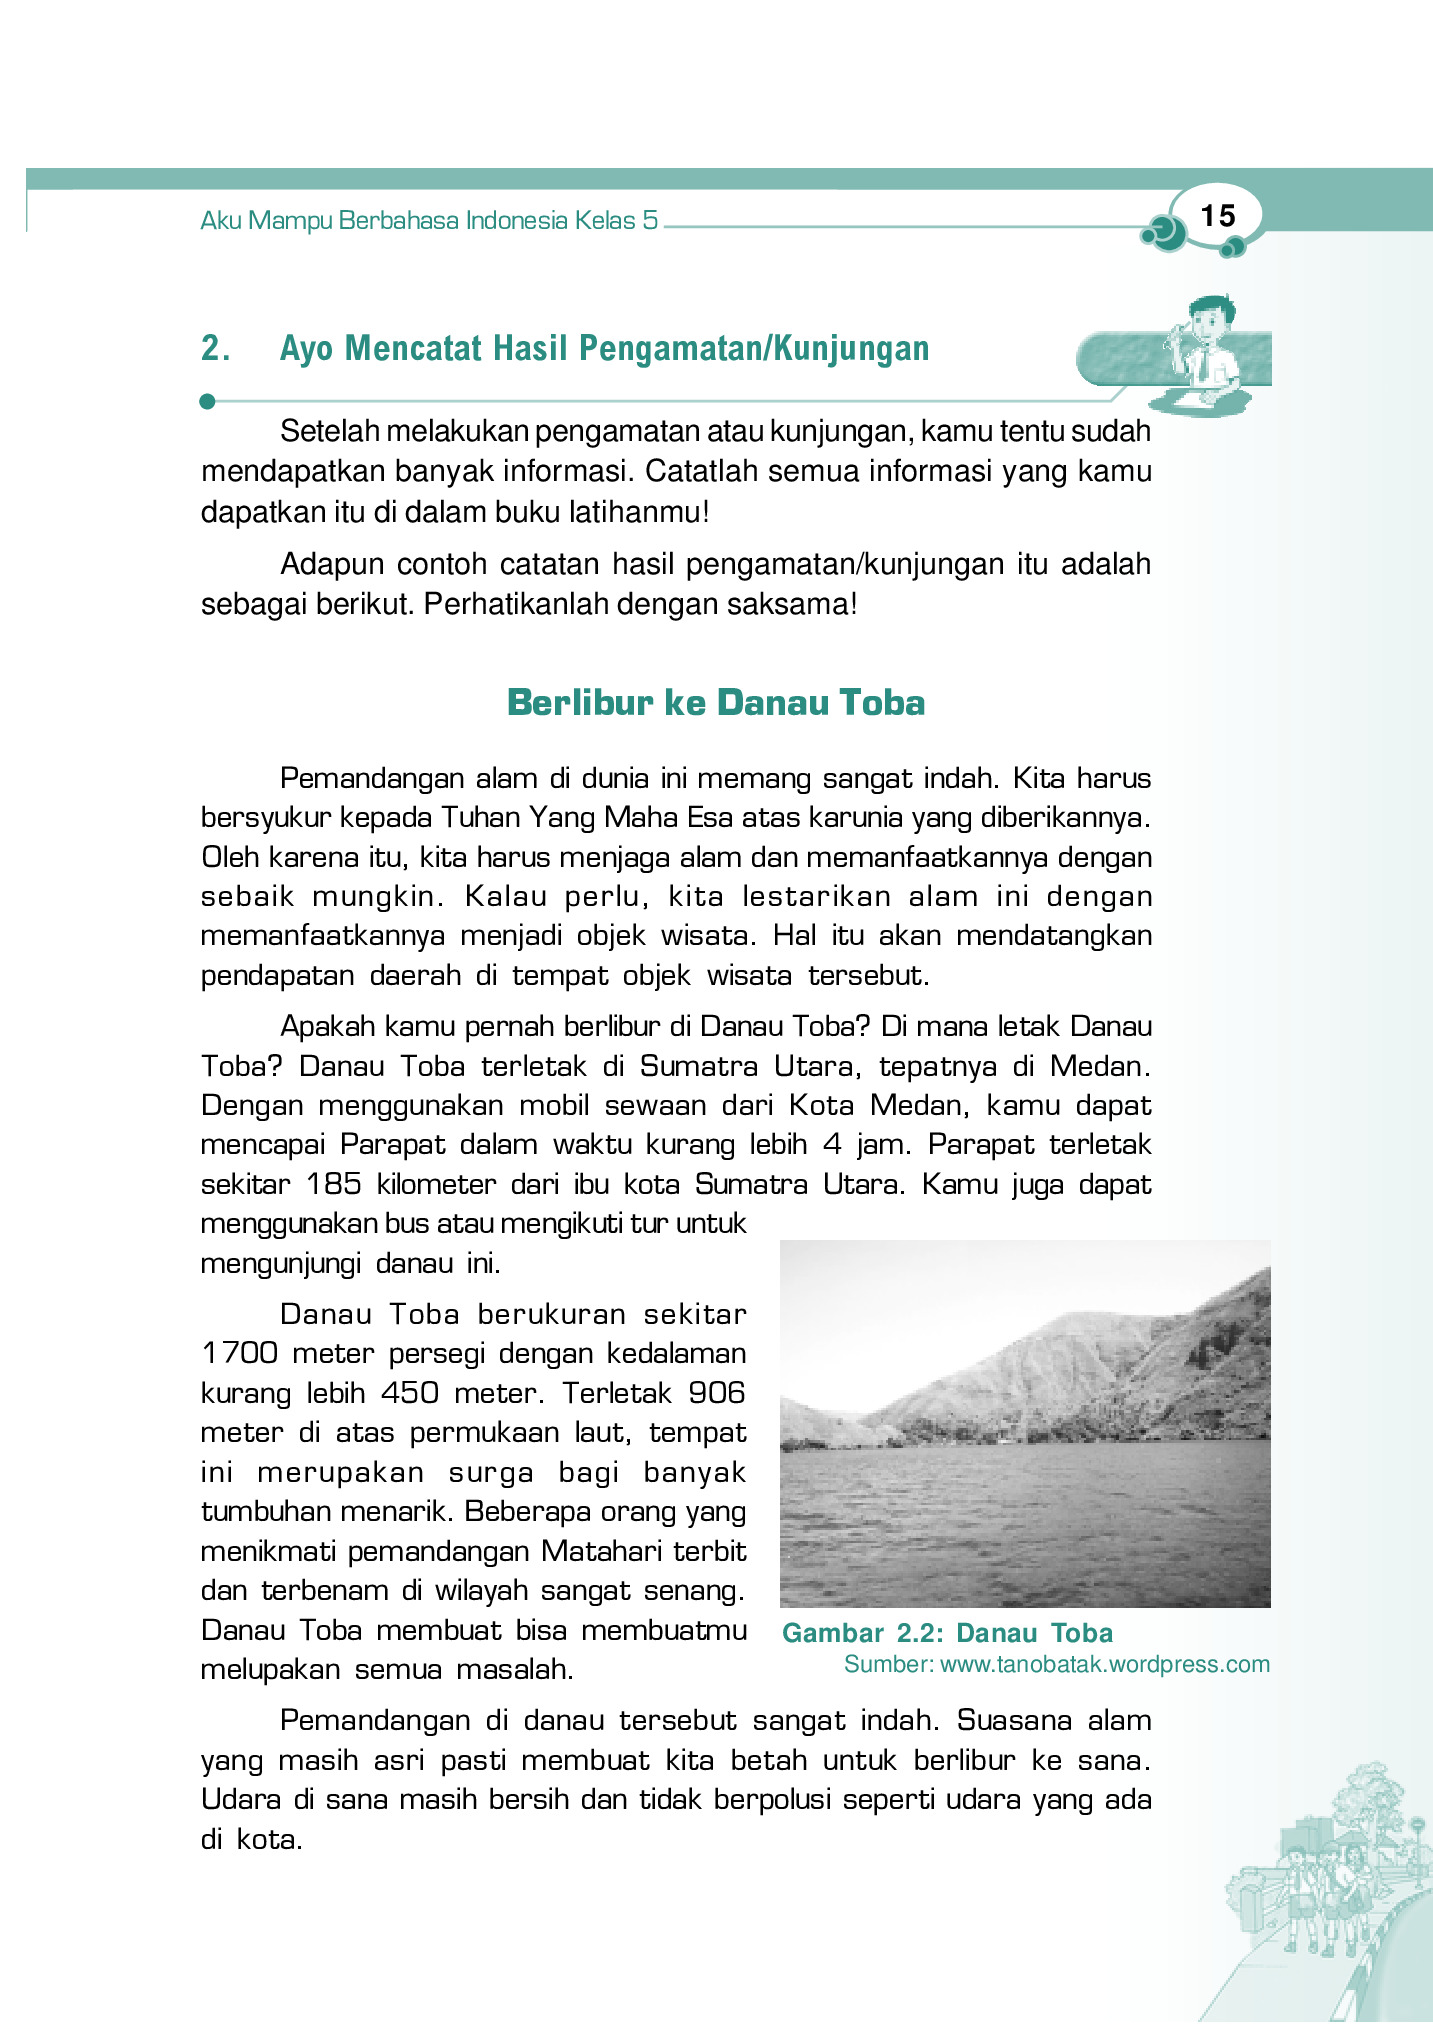 Aku Mampu Berbahasa Indonesia Kelas 5
15
2. Ayo Mencatat Hasil Pengamatan/Kunjungan
Setelah melakukan pengamatan atau kunjungan, kamu tentu sudah
mendapatkan banyak informasi. Catatlah semua informasi yang kamu
dapatkan itu di dalam buku latihanmu!
Adapun contoh catatan hasil pengamatan/kunjungan itu adalah
sebagai berikut. Perhatikanlah dengan saksama!
Berlibur ke Danau Toba
Pemandangan alam di dunia ini memang sangat indah. Kita harus
bersyukur kepada Tuhan Yang Maha Esa atas karunia yang diberikannya.
Oleh karena itu, kita harus menjaga alam dan memanfaatkannya dengan
sebaik mungkin. Kalau perlu, kita lestarikan alam ini dengan
memanfaatkannya menjadi objek wisata. Hal itu akan mendatangkan
pendapatan daerah di tempat objek wisata tersebut.
Apakah kamu pernah berlibur di Danau Toba? Di mana letak Danau
Toba? Danau Toba terletak di Sumatra Utara, tepatnya di Medan.
Dengan menggunakan mobil sewaan dari Kota Medan, kamu dapat
mencapai Parapat dalam waktu kurang lebih 4 jam. Parapat terletak
sekitar 185 kilometer dari ibu kota Sumatra Utara. Kamu juga dapat
menggunakan bus atau mengikuti tur untuk
mengunjungi danau ini.
Danau Toba berukuran sekitar
1700 meter persegi dengan kedalaman
kurang lebih 450 meter. Terletak 906
meter di atas permukaan laut, tempat
ini merupakan surga bagi banyak
tumbuhan menarik. Beberapa orang yang
menikmati pemandangan Matahari terbit
dan terbenam di wilayah sangat senang.
Danau Toba membuat bisa membuatmu
melupakan semua masalah.
Gambar 2.2: Danau Toba
Sumber: www.tanobatak.wordpress.com
Pemandangan di danau tersebut sangat indah. Suasana alam
yang masih asri pasti membuat kita betah untuk berlibur ke sana.
Udara di sana masih bersih dan tidak berpolusi seperti udara yang ada
di kota.